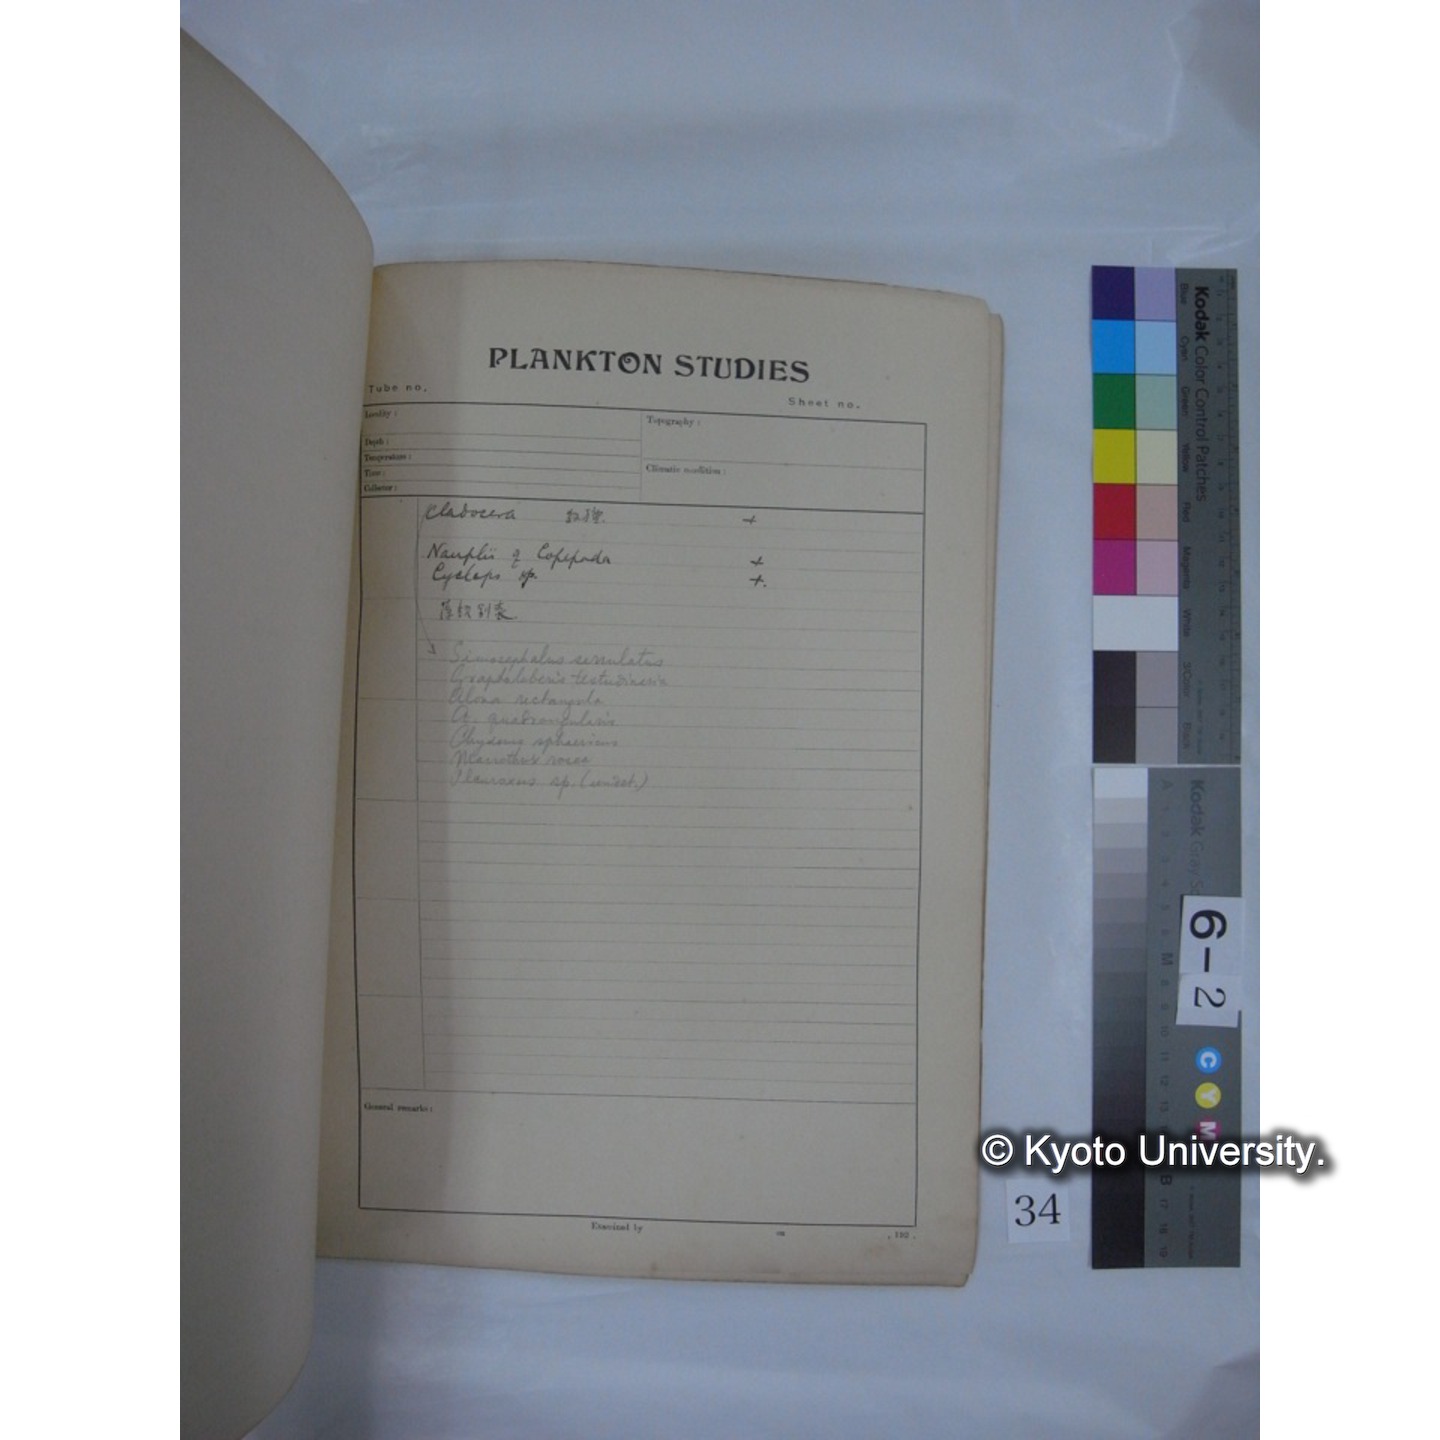 PLANKTON STUDIES
Tube no.
Sheet no.
Locality :
Topography :
Depth :
Temperature :
Climatic condition :
Time :
Collector :
Cladocera +
Nauplii of Copepoda +
Cyclops sp. +.
Simocephalus serrulatus
Graptoleberis testudinaria
Alona rectangula
A. quadrangularis
Chydorus sphaericus
Macrothrix rosea
Pleuroxus sp. (undet.)
General remarks :
Examined by on , 192 .
Kodak Color Control Patches
Blue Cyan Green Yellow Red Magenta White 3/Color Black
Kodak Gray
6-2
C Y M
© Kyoto University.
34